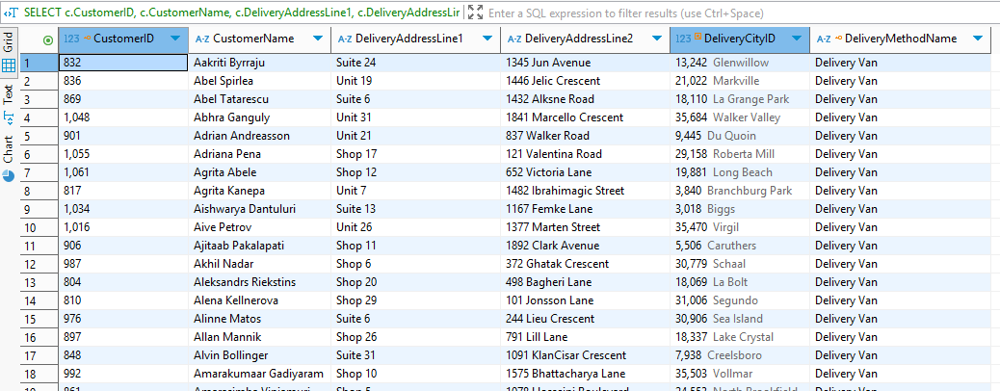 SELECT c.CustomerID, c.CustomerName, c.DeliveryAddressLine1, c.DeliveryAddressLir Enter a SQL expression to filter results (use Ctrl+Space)
Grid
Text
Chart
123 CustomerID A-Z CustomerName A-Z DeliveryAddressLine1 A-Z DeliveryAddressLine2 123 DeliveryCityID A-Z DeliveryMethodName
1 832 Aakriti Byrraju Suite 24 1345 Jun Avenue 13,242 Glenwillow Delivery Van
2 836 Abel Spirlea Unit 19 1446 Jelic Crescent 21,022 Markville Delivery Van
3 869 Abel Tatarescu Suite 6 1432 Alksne Road 18,110 La Grange Park Delivery Van
4 1,048 Abhra Ganguly Unit 31 1841 Marcello Crescent 35,684 Walker Valley Delivery Van
5 901 Adrian Andreasson Unit 21 837 Walker Road 9,445 Du Quoin Delivery Van
6 1,055 Adriana Pena Shop 17 121 Valentina Road 29,158 Roberta Mill Delivery Van
7 1,061 Agrita Abele Shop 12 652 Victoria Lane 19,881 Long Beach Delivery Van
8 817 Agrita Kanepa Unit 7 1482 Ibrahimagic Street 3,840 Branchburg Park Delivery Van
9 1,034 Aishwarya Dantuluri Suite 13 1167 Femke Lane 3,018 Biggs Delivery Van
10 1,016 Aive Petrov Unit 26 1377 Marten Street 35,470 Virgil Delivery Van
11 906 Ajitaab Pakalapati Shop 11 1892 Clark Avenue 5,506 Caruthers Delivery Van
12 987 Akhil Nadar Shop 6 372 Ghatak Crescent 30,779 Schaal Delivery Van
13 804 Aleksandrs Riekstins Shop 20 498 Bagheri Lane 18,069 La Bolt Delivery Van
14 810 Alena Kellnerova Shop 29 101 Jonsson Lane 31,006 Segundo Delivery Van
15 976 Alinne Matos Suite 6 244 Lieu Crescent 30,906 Sea Island Delivery Van
16 897 Allan Mannik Shop 26 791 Lill Lane 18,337 Lake Crystal Delivery Van
17 848 Alvin Bollinger Suite 31 1091 KlanCisar Crescent 7,938 Creelsboro Delivery Van
18 992 Amarakumaar Gadiyaram Shop 10 1575 Bhattacharya Lane 35,503 Vollmar Delivery Van